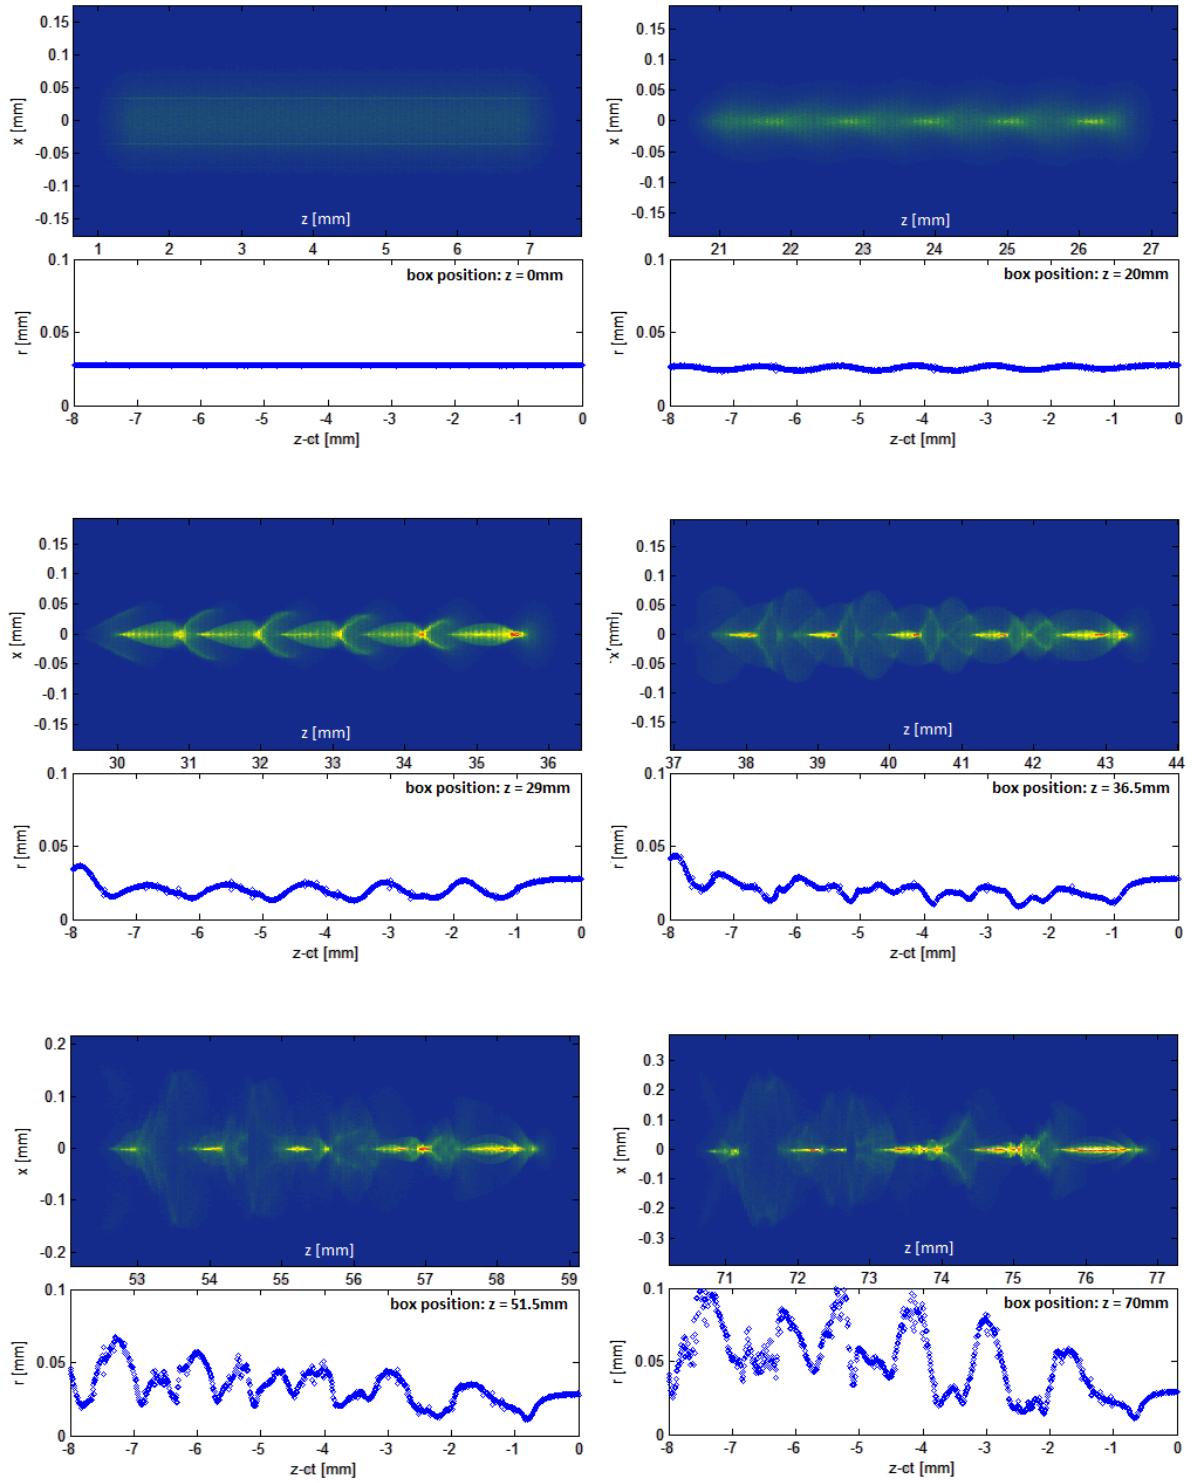 0.15
0.1
0.05
0
-0.05
-0.1
-0.15
x [mm]
z [mm]
1 2 3 4 5 6 7
0.15
0.1
0.05
0
-0.05
-0.1
-0.15
x [mm]
z [mm]
21 22 23 24 25 26 27
0.1
0.05
0
r [mm]
box position: z = 0mm
-8 -7 -6 -5 -4 -3 -2 -1 0
z-ct [mm]
0.1
0.05
0
r [mm]
box position: z = 20mm
-8 -7 -6 -5 -4 -3 -2 -1 0
z-ct [mm]
0.15
0.1
0.05
0
-0.05
-0.1
-0.15
x [mm]
z [mm]
30 31 32 33 34 35 36
0.15
0.1
0.05
0
-0.05
-0.1
-0.15
z [mm]
37 38 39 40 41 42 43 44
0.1
0.05
0
r [mm]
box position: z = 29mm
-8 -7 -6 -5 -4 -3 -2 -1 0
z-ct [mm]
0.1
0.05
0
r [mm]
box position: z = 36.5mm
-8 -7 -6 -5 -4 -3 -2 -1 0
z-ct [mm]
0.2
0.1
0
-0.1
-0.2
x [mm]
z [mm]
53 54 55 56 57 58 59
0.3
0.2
0.1
0
-0.1
-0.2
-0.3
x [mm]
z [mm]
71 72 73 74 75 76 77
0.1
0.05
0
r [mm]
box position: z = 51.5mm
-8 -7 -6 -5 -4 -3 -2 -1 0
z-ct [mm]
0.1
0.05
0
r [mm]
box position: z = 70mm
-8 -7 -6 -5 -4 -3 -2 -1 0
z-ct [mm]